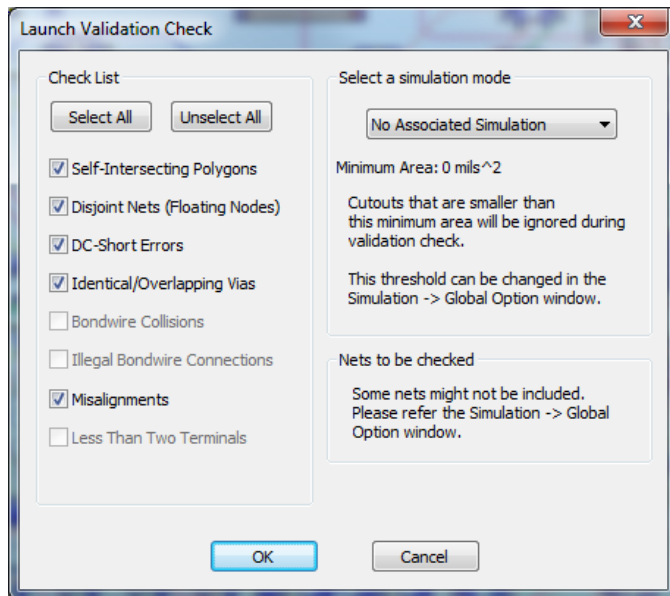 Launch Validation Check
Check List
Select All
Unselect All
Self-Intersecting Polygons
Disjoint Nets (Floating Nodes)
DC-Short Errors
Identical/Overlapping Vias
Bondwire Collisions
Illegal Bondwire Connections
Misalignments
Less Than Two Terminals
Select a simulation mode
No Associated Simulation
Minimum Area: 0 mils^2
Cutouts that are smaller than
this minimum area will be ignored during
validation check.
This threshold can be changed in the
Simulation -> Global Option window.
Nets to be checked
Some nets might not be included.
Please refer the Simulation -> Global
Option window.
OK
Cancel